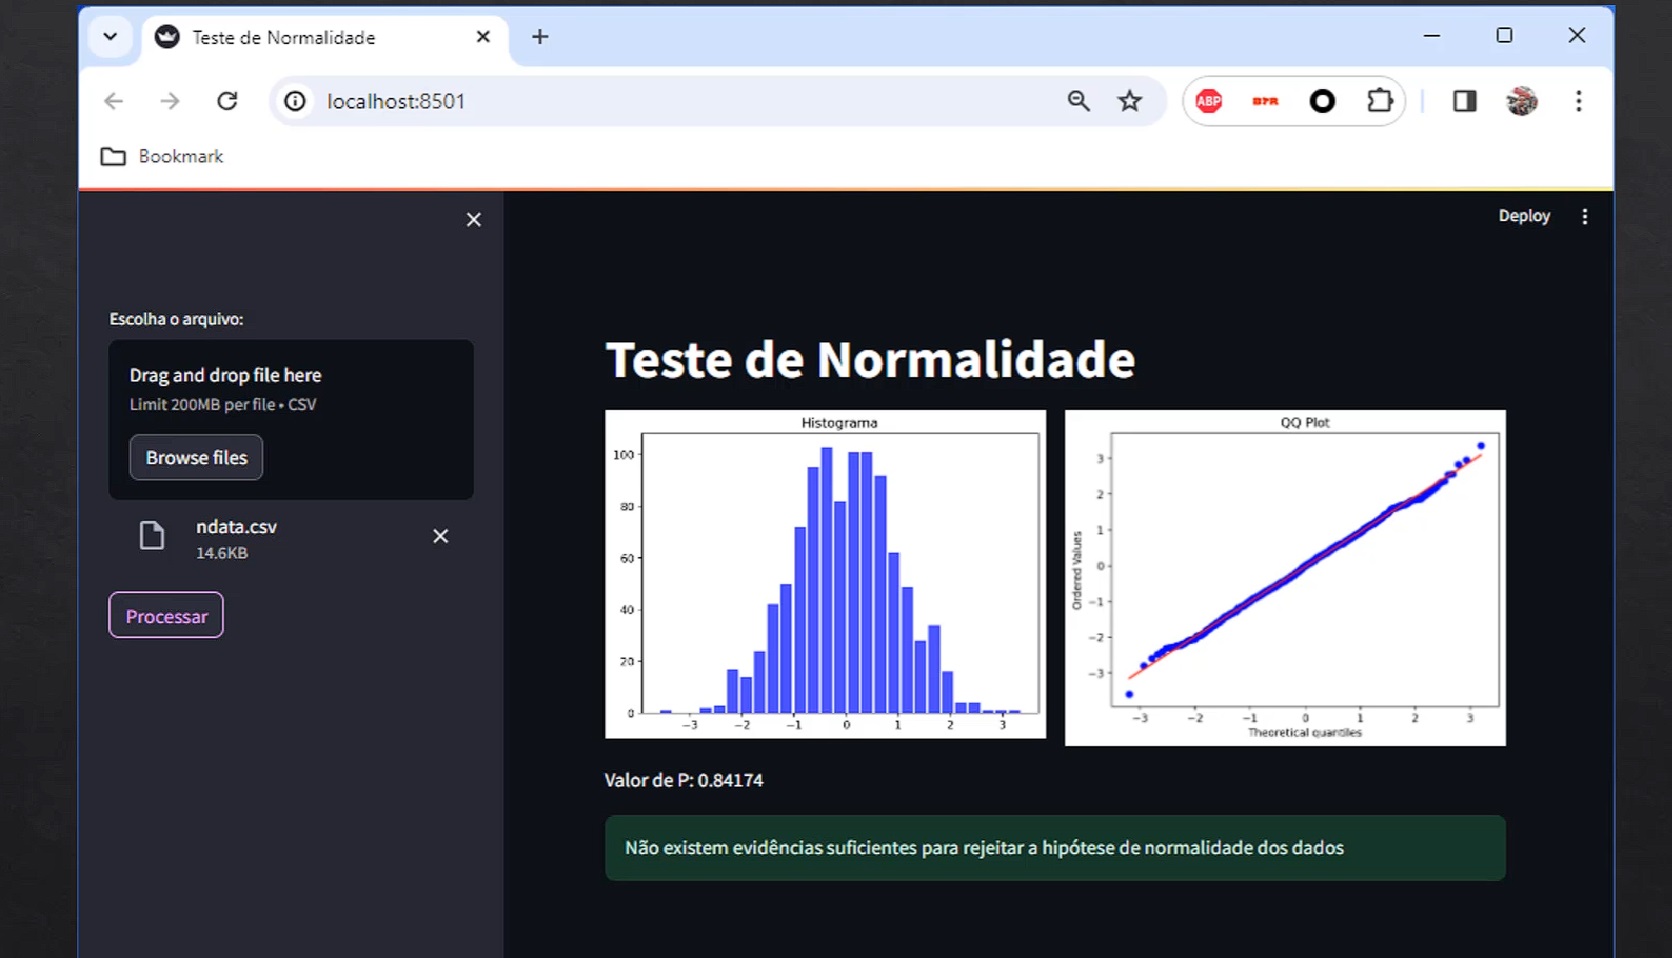 Teste de Normalidade
localhost:8501
ABP
Bookmark
Deploy
Escolha o arquivo:
Drag and drop file here
Limit 200MB per file • CSV
Browse files
ndata.csv
14.6KB
Processar
Teste de Normalidade
Histograma
100
80
60
40
20
0
−3 −2 −1 0 1 2 3
QQ Plot
Ordered Values
3
2
1
0
−1
−2
−3
−3 −2 −1 0 1 2 3
Theoretical quantiles
Valor de P: 0.84174
Não existem evidências suficientes para rejeitar a hipótese de normalidade dos dados